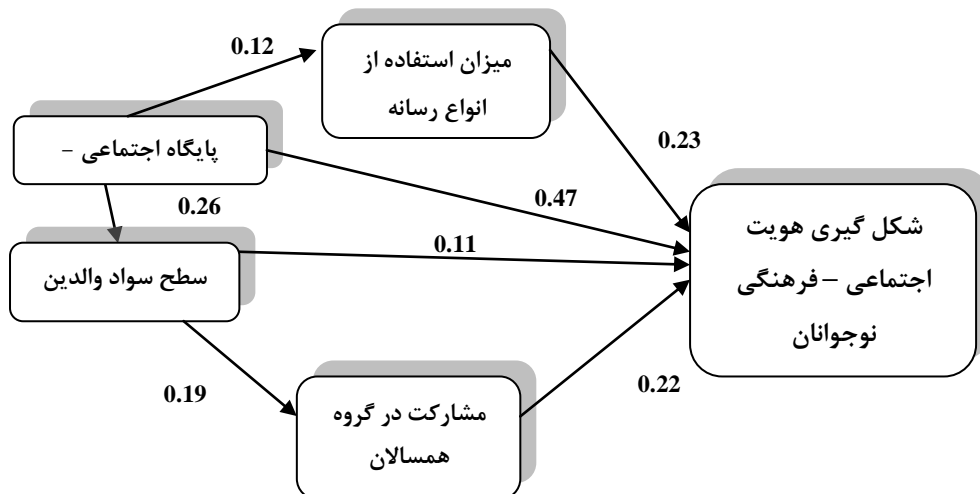 0.12
میزان استفاده از
انواع رسانه
پایگاه اجتماعی –
0.23
0.26
0.47
0.11
شکل گیری هویت
اجتماعی – فرهنگی
نوجوانان
سطح سواد والدین
0.19
مشارکت در گروه
همسالان
0.22